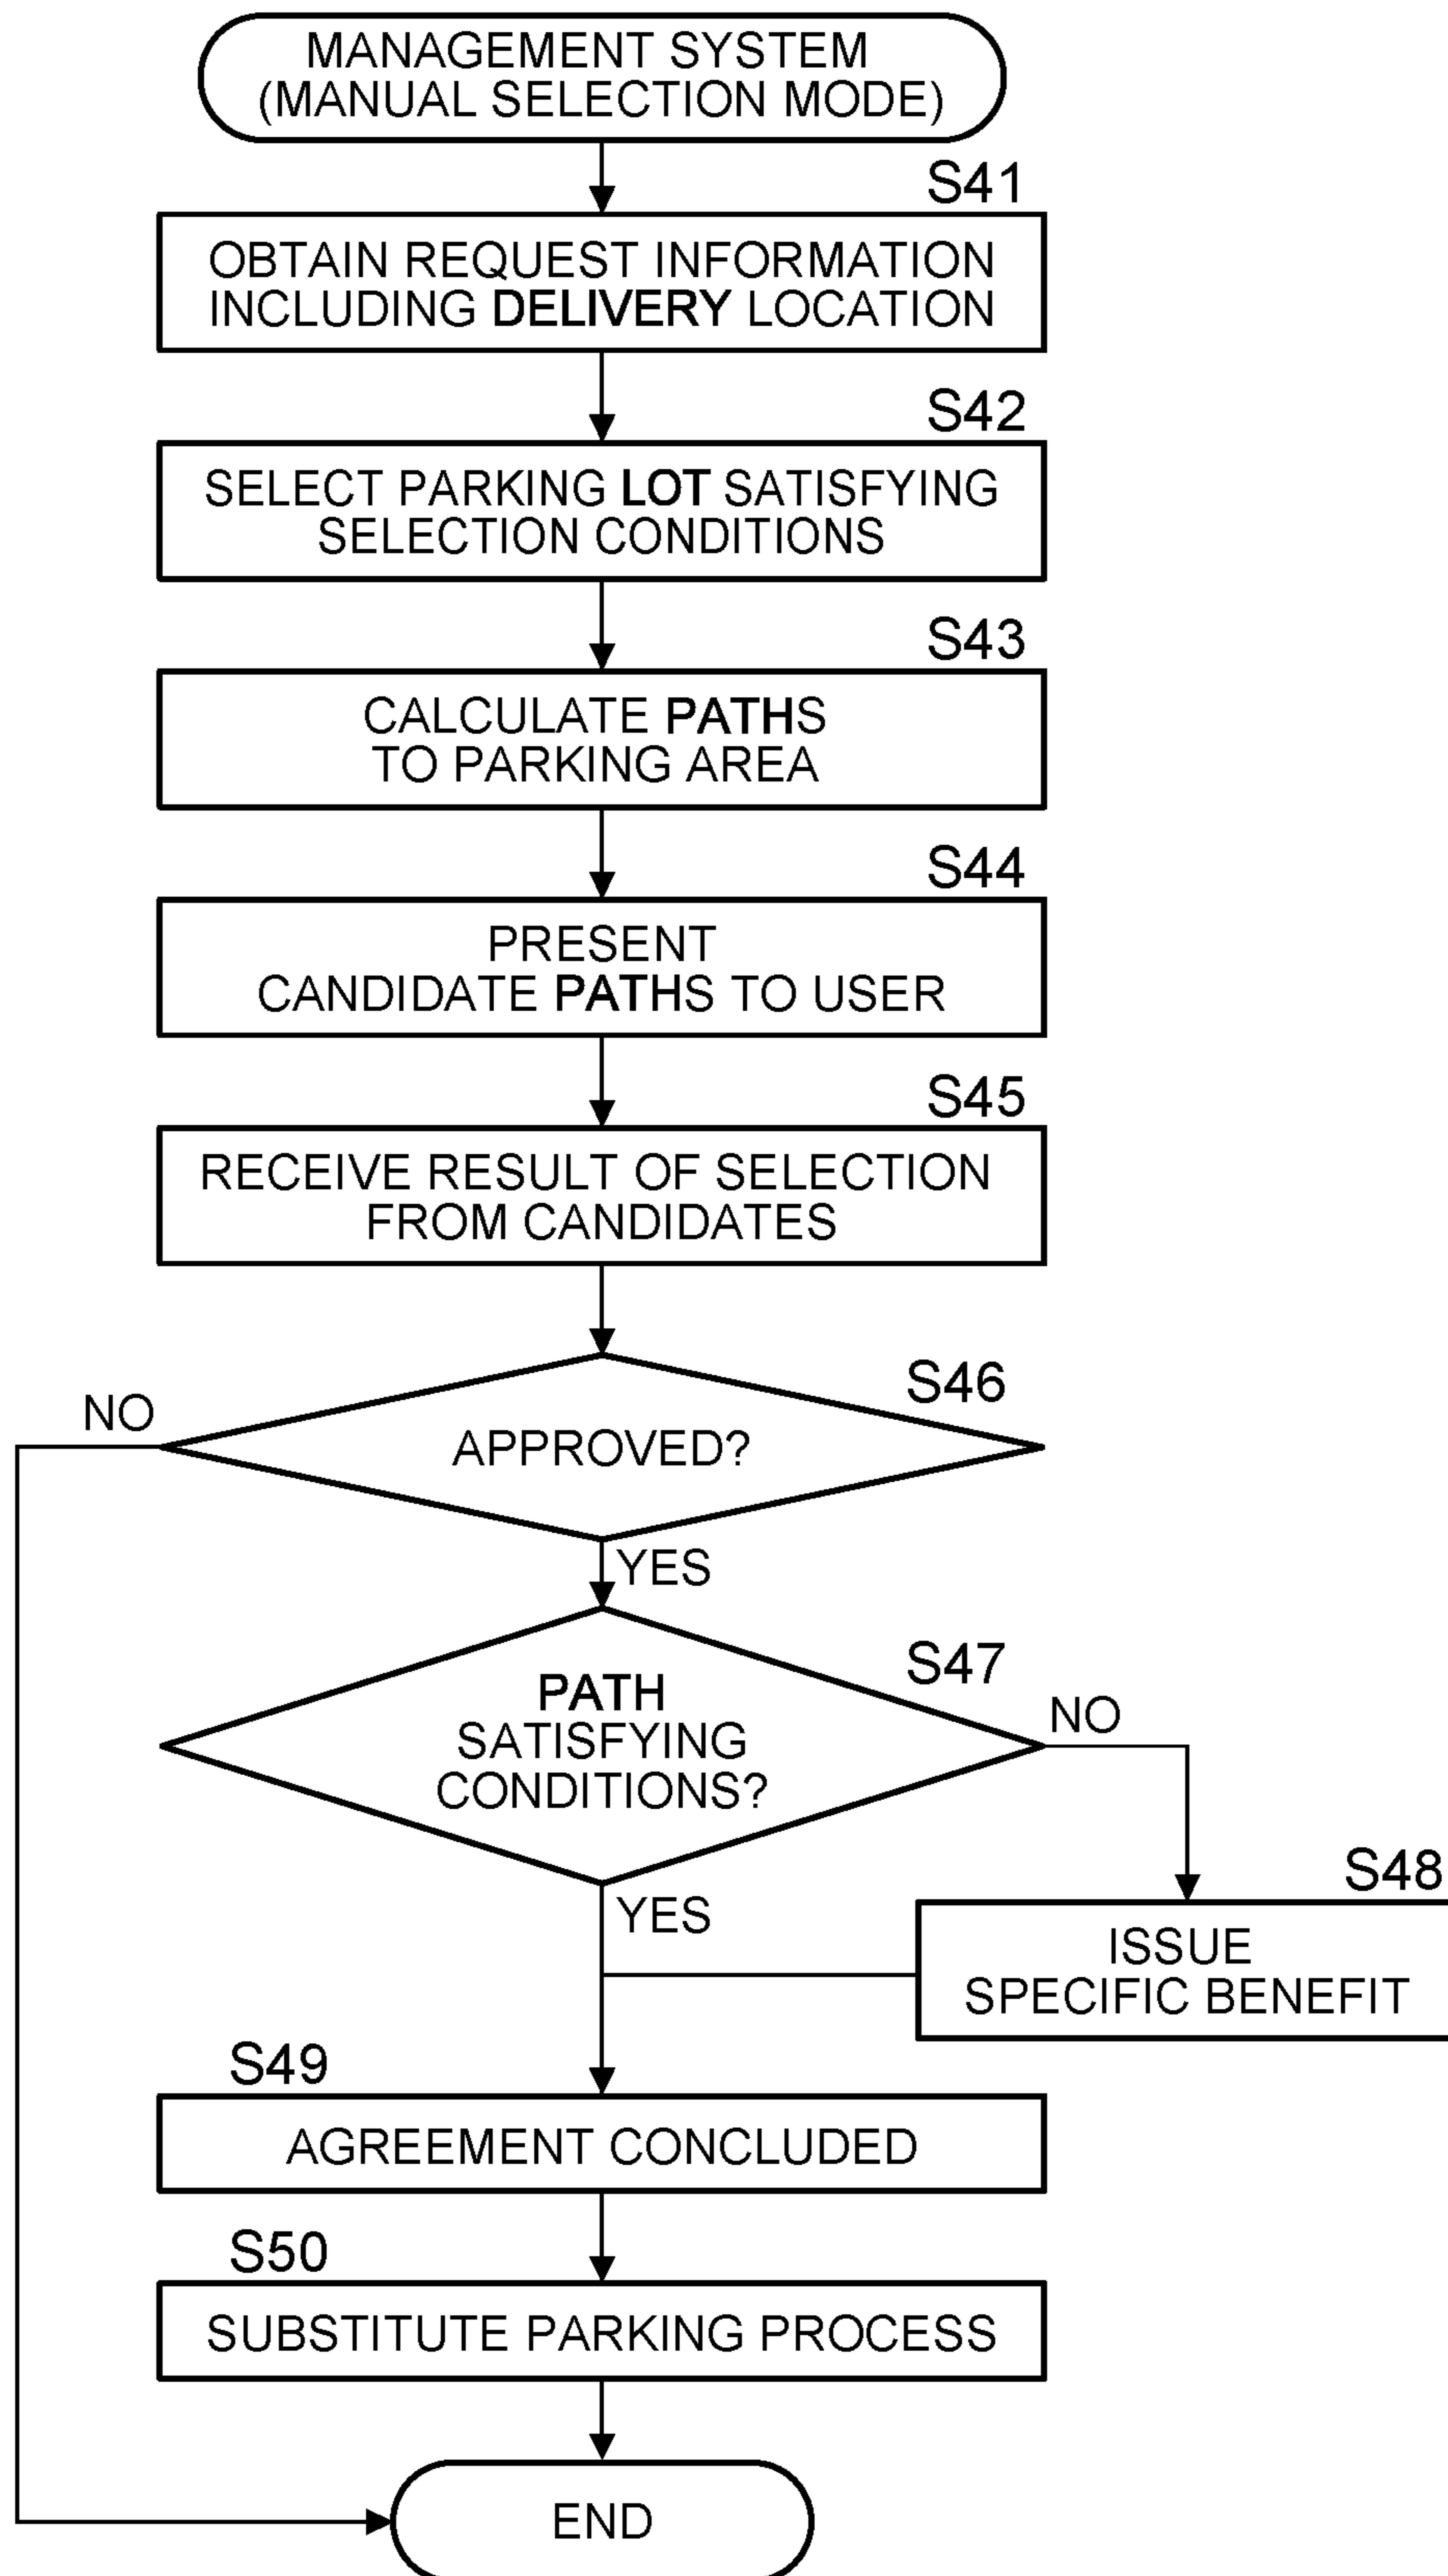 MANAGEMENT SYSTEM
(MANUAL SELECTION MODE)
S41
OBTAIN REQUEST INFORMATION
INCLUDING DELIVERY LOCATION
S42
SELECT PARKING LOT SATISFYING
SELECTION CONDITIONS
S43
CALCULATE PATHS
TO PARKING AREA
S44
PRESENT
CANDIDATE PATHS TO USER
S45
RECEIVE RESULT OF SELECTION
FROM CANDIDATES
S46
NO
APPROVED?
YES
S47
PATH
SATISFYING
CONDITIONS?
NO
YES
S48
ISSUE
SPECIFIC BENEFIT
S49
AGREEMENT CONCLUDED
S50
SUBSTITUTE PARKING PROCESS
END